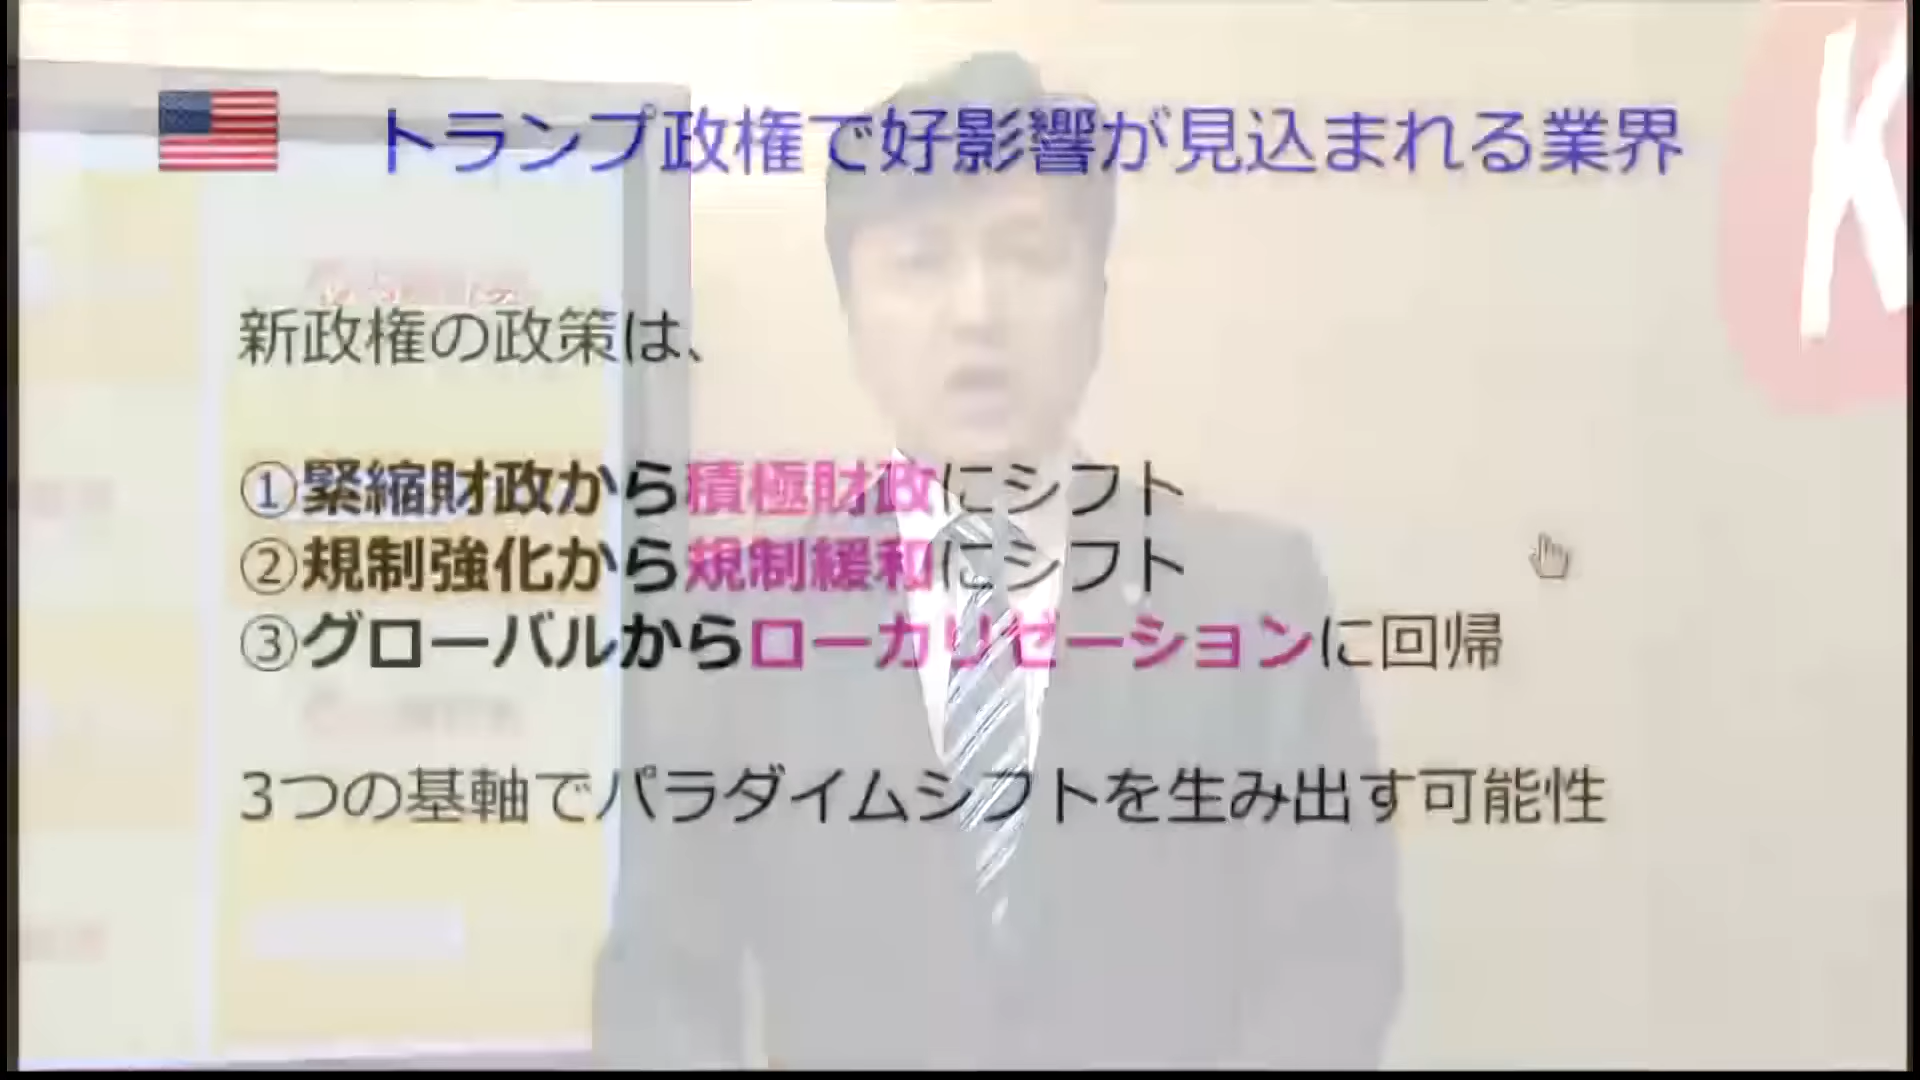 トランプ政権で好影響が見込まれる業界
K
新政権の政策は、
①緊縮財政から積極財政にシフト
②規制強化から規制緩和にシフト
③グローバルからローカリゼーションに回帰
3つの基軸でパラダイムシフトを生み出す可能性